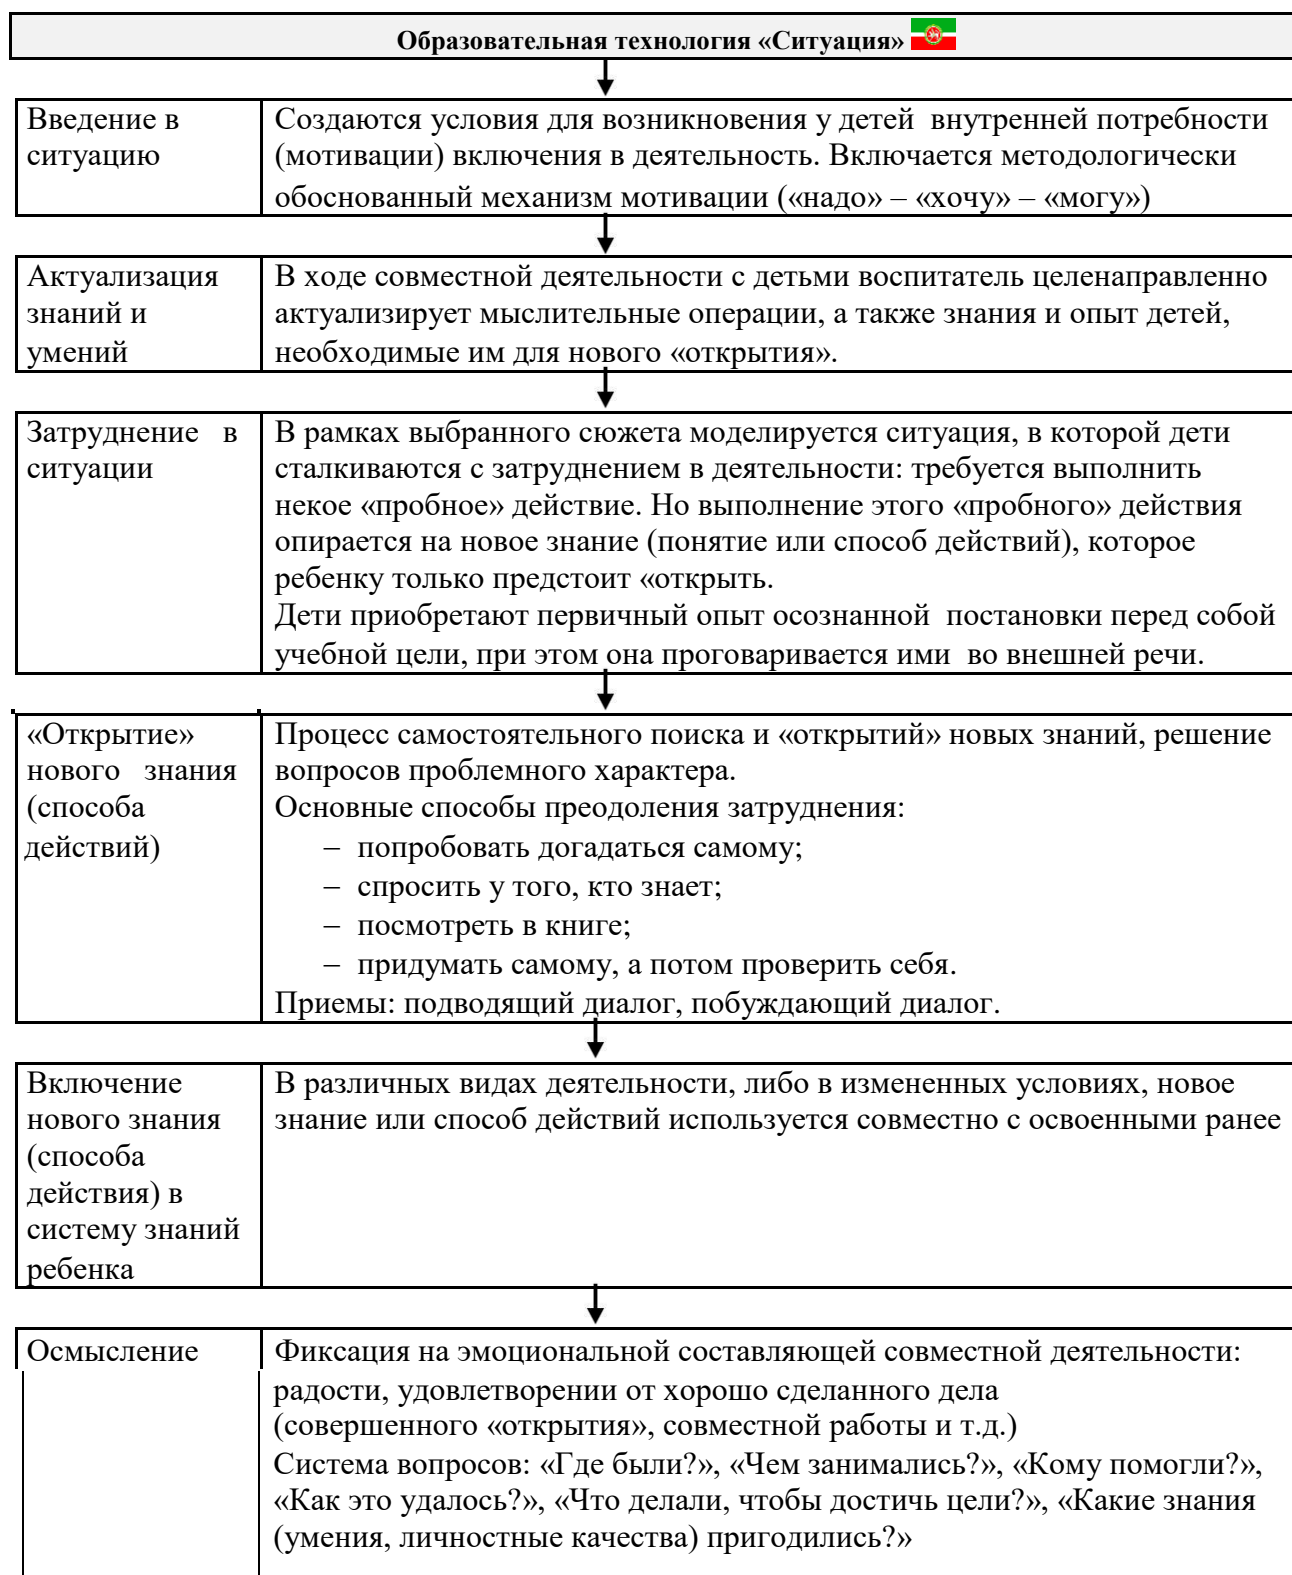 Образовательная технология «Ситуация»
Введение в
ситуацию
Создаются условия для возникновения у детей внутренней потребности
(мотивации) включения в деятельность. Включается методологически
обоснованный механизм мотивации («надо» – «хочу» – «могу»)
Актуализация
знаний и
умений
В ходе совместной деятельности с детьми воспитатель целенаправленно
актуализирует мыслительные операции, а также знания и опыт детей,
необходимые им для нового «открытия».
Затруднение в
ситуации
В рамках выбранного сюжета моделируется ситуация, в которой дети
сталкиваются с затруднением в деятельности: требуется выполнить
некое «пробное» действие. Но выполнение этого «пробного» действия
опирается на новое знание (понятие или способ действий), которое
ребенку только предстоит «открыть.
Дети приобретают первичный опыт осознанной постановки перед собой
учебной цели, при этом она проговаривается ими во внешней речи.
«Открытие»
нового знания
(способа
действий)
Процесс самостоятельного поиска и «открытий» новых знаний, решение
вопросов проблемного характера.
Основные способы преодоления затруднения:
– попробовать догадаться самому;
– спросить у того, кто знает;
– посмотреть в книге;
– придумать самому, а потом проверить себя.
Приемы: подводящий диалог, побуждающий диалог.
Включение
нового знания
(способа
действия) в
систему знаний
ребенка
В различных видах деятельности, либо в измененных условиях, новое
знание или способ действий используется совместно с освоенными ранее
Осмысление
Фиксация на эмоциональной составляющей совместной деятельности:
радости, удовлетворении от хорошо сделанного дела
(совершенного «открытия», совместной работы и т.д.)
Система вопросов: «Где были?», «Чем занимались?», «Кому помогли?»,
«Как это удалось?», «Что делали, чтобы достичь цели?», «Какие знания
(умения, личностные качества) пригодились?»